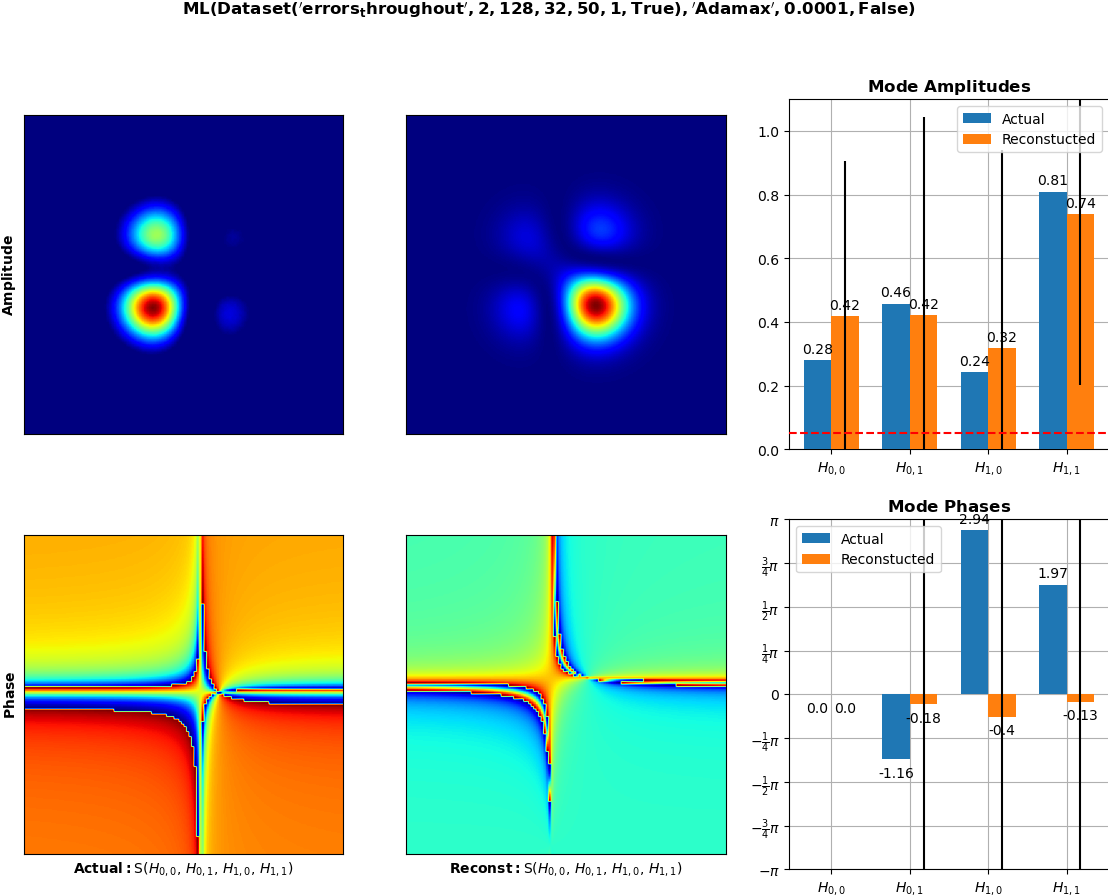 ML(Dataset('errors_throughout', 2, 128, 32, 50, 1, True), 'Adamax', 0.0001, False)
Mode Amplitudes
Actual
Reconstucted
1.0
0.8
0.6
0.4
0.2
0.0
0.28
0.42
0.46
0.42
0.24
0.32
0.81
0.74
H0,0
H0,1
H1,0
H1,1
Amplitude
Mode Phases
Actual
Reconstucted
π
3/4π
1/2π
1/4π
0
−1/4π
−1/2π
−3/4π
−π
0.0
0.0
-1.16
-0.18
2.94
-0.4
1.97
-0.13
H0,0
H0,1
H1,0
H1,1
Phase
Actual: S(H0,0, H0,1, H1,0, H1,1)
Reconst: S(H0,0, H0,1, H1,0, H1,1)